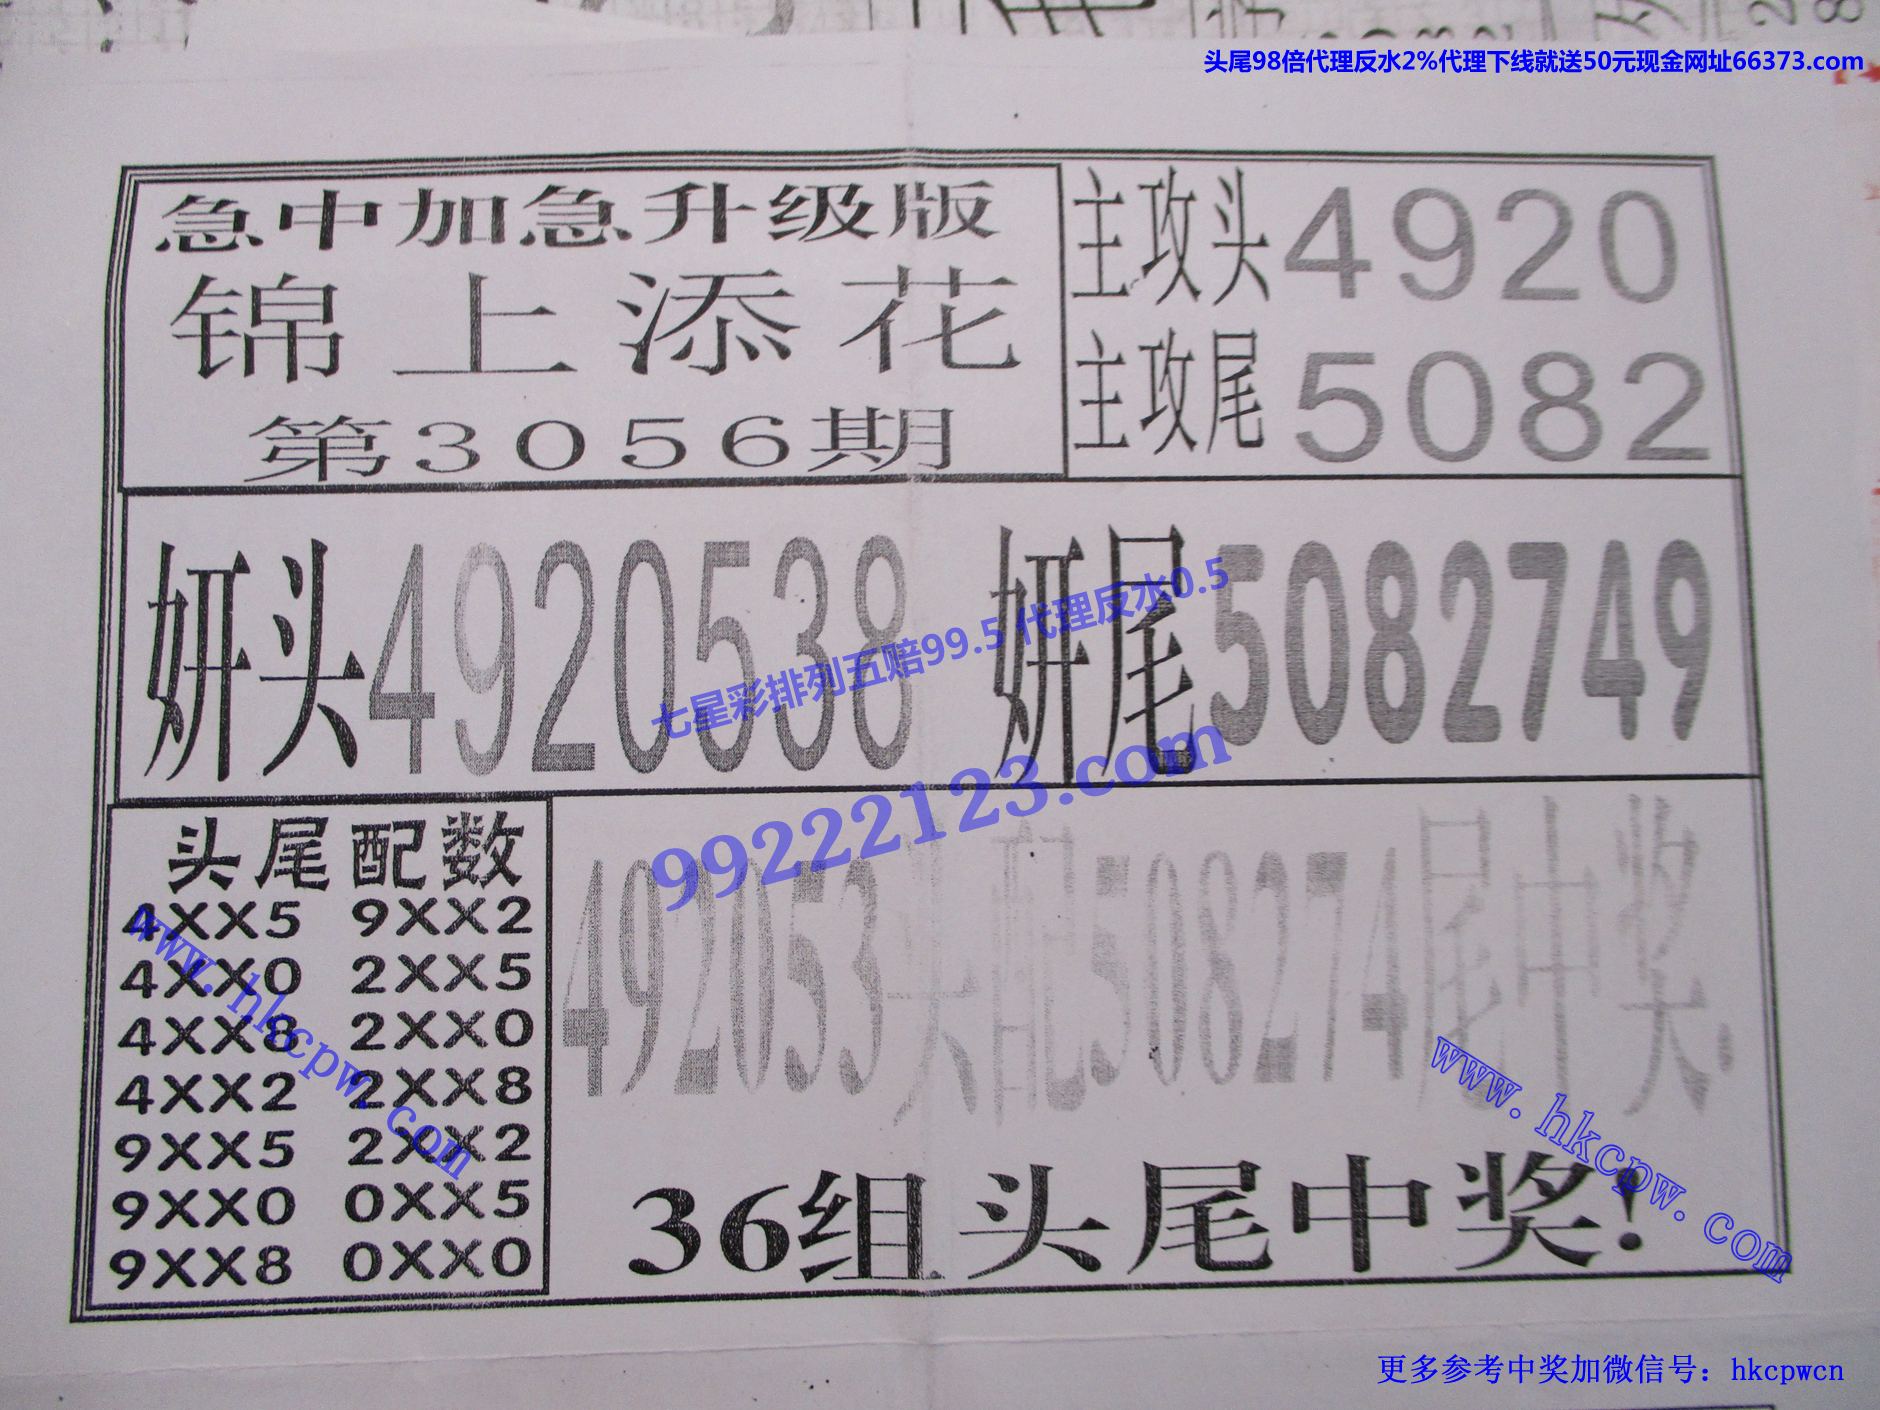 头尾98倍代理反水2%代理下线就送50元现金网址66373.com
急中加急升级版
锦上添花
第3056期
主攻头4920
主攻尾5082
妍头4920538 妍尾5082749
七星彩排列五赔99.5 代理反水0.5
99222123.com
头尾配数
4XX5 9XX2
4XX0 2XX5
4XX8 2XX0
4XX2 2XX8
9XX5 2XX2
9XX0 0XX5
9XX8 0XX0
492053头配508274尾中奖.
36组头尾中奖!
www.hkcpw.com
www.hkcpw.com
更多参考中奖加微信号：hkcpwcn